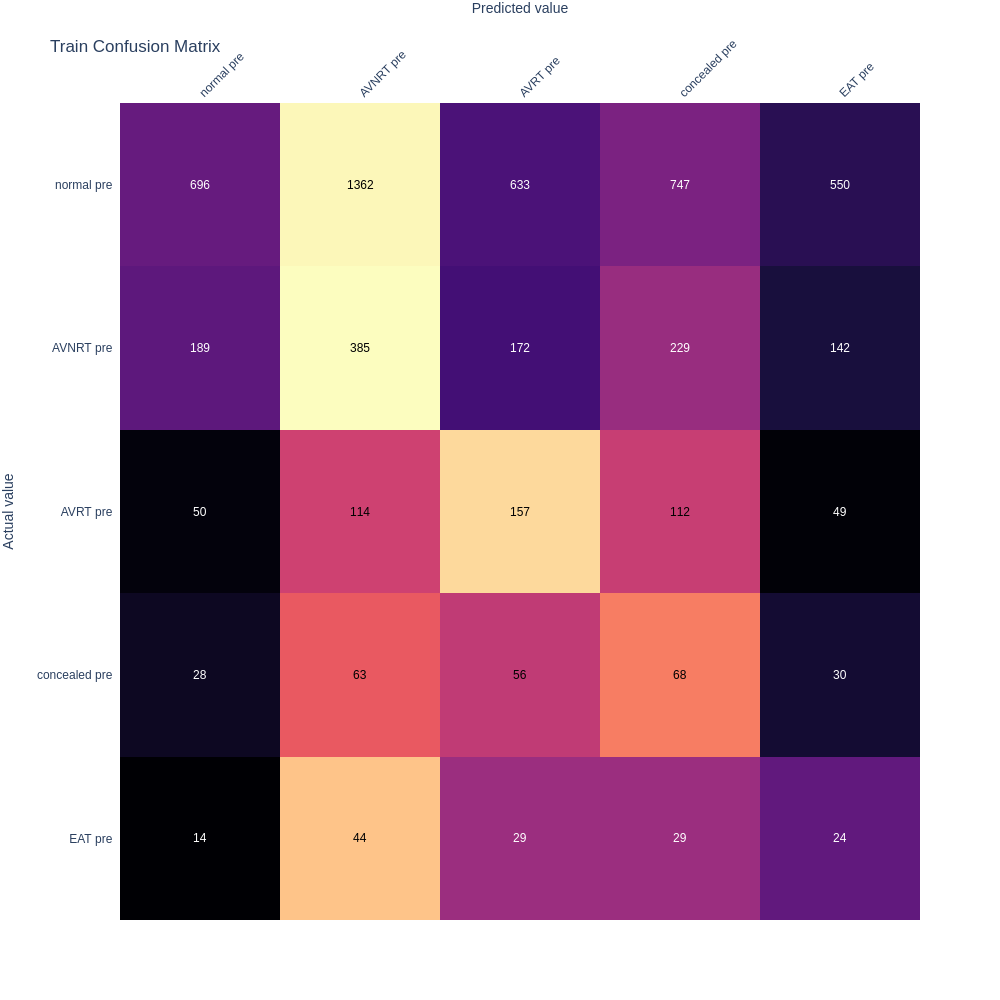 Predicted value
Train Confusion Matrix
normal pre AVNRT pre AVRT pre concealed pre EAT pre
normal pre 696 1362 633 747 550
AVNRT pre 189 385 172 229 142
AVRT pre 50 114 157 112 49
concealed pre 28 63 56 68 30
EAT pre 14 44 29 29 24
Actual value